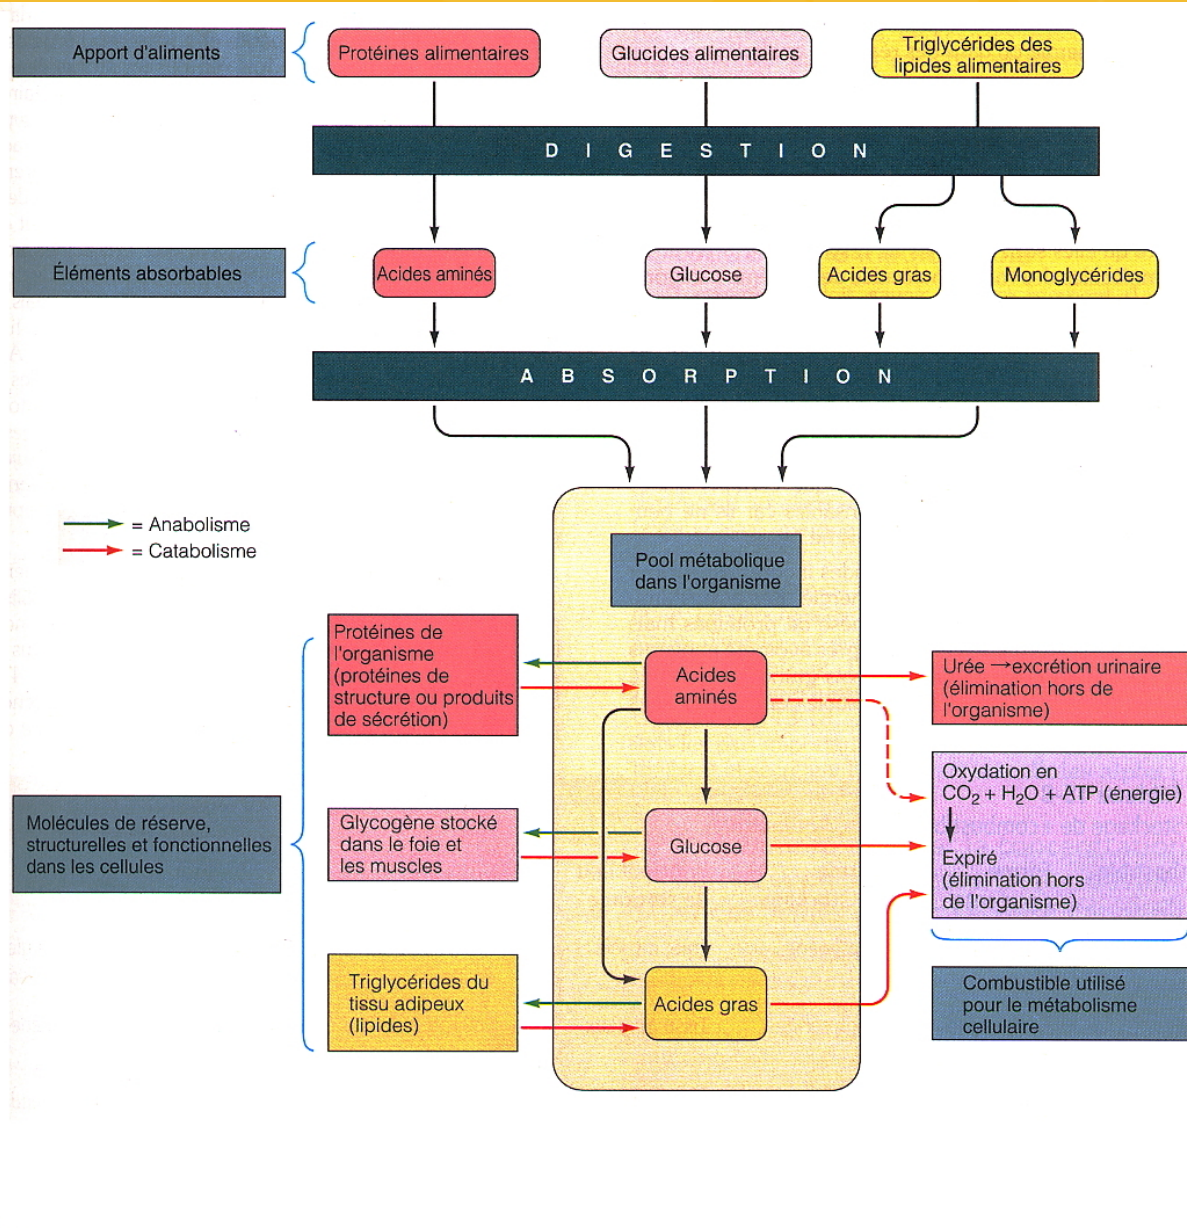 Apport d'aliments
Protéines alimentaires
Glucides alimentaires
Triglycérides des
lipides alimentaires
DIGESTION
Éléments absorbables
Acides aminés
Glucose
Acides gras
Monoglycérides
ABSORPTION
= Anabolisme
= Catabolisme
Pool métabolique
dans l'organisme
Protéines de
l'organisme
(protéines de
structure ou produits
de sécrétion)
Acides
aminés
Urée →excrétion urinaire
(élimination hors de
l'organisme)
Oxydation en
CO₂ + H₂O + ATP (énergie)
Expiré
(élimination hors
de l'organisme)
Molécules de réserve,
structurelles et fonctionnelles
dans les cellules
Glycogène stocké
dans le foie et
les muscles
Glucose
Triglycérides du
tissu adipeux
(lipides)
Acides gras
Combustible utilisé
pour le métabolisme
cellulaire